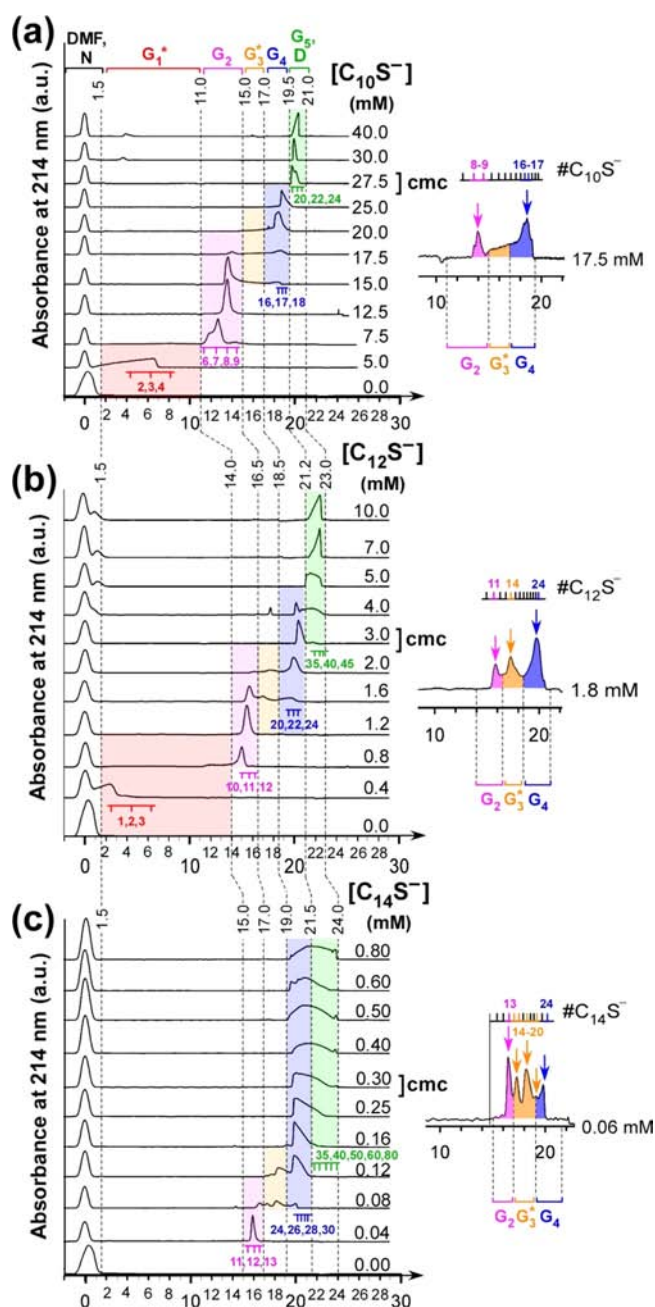 (a)
DMF, N
G1*
G2
G3*
G4
G5, D
[C10S−] (mM)
1.5
11.0
15.0
17.0
19.5
21.0
Absorbance at 214 nm (a.u.)
40.0
30.0
27.5
25.0
20.0
17.5
15.0
12.5
7.5
5.0
0.0
cmc
20,22,24
16,17,18
6,7,8,9
2,3,4
0 2 4 6 8 10 12 14 16 18 20 22 24 26 28 30
8-9 16-17 #C10S−
17.5 mM
10 20
G2 G3* G4
(b)
[C12S−] (mM)
1.5
14.0
16.5
18.5
21.2
23.0
Absorbance at 214 nm (a.u.)
10.0
7.0
5.0
4.0
3.0
2.0
1.6
1.2
0.8
0.4
0.0
cmc
35,40,45
20,22,24
10,11,12
1,2,3
0 2 4 6 8 10 12 14 16 18 20 22 24 26 28 30
11 14 24 #C12S−
1.8 mM
10 20
G2 G3* G4
(c)
[C14S−] (mM)
1.5
15.0
17.0
19.0
21.5
24.0
Absorbance at 214 nm (a.u.)
0.80
0.60
0.50
0.40
0.30
0.25
0.16
0.12
0.08
0.04
0.00
cmc
35,40,50,60,80
24,26,28,30
11,12,13
0 2 4 6 8 10 12 14 16 18 20 22 24 26 28 30
13 24 #C14S−
14-20
0.06 mM
10 20
G2 G3* G4